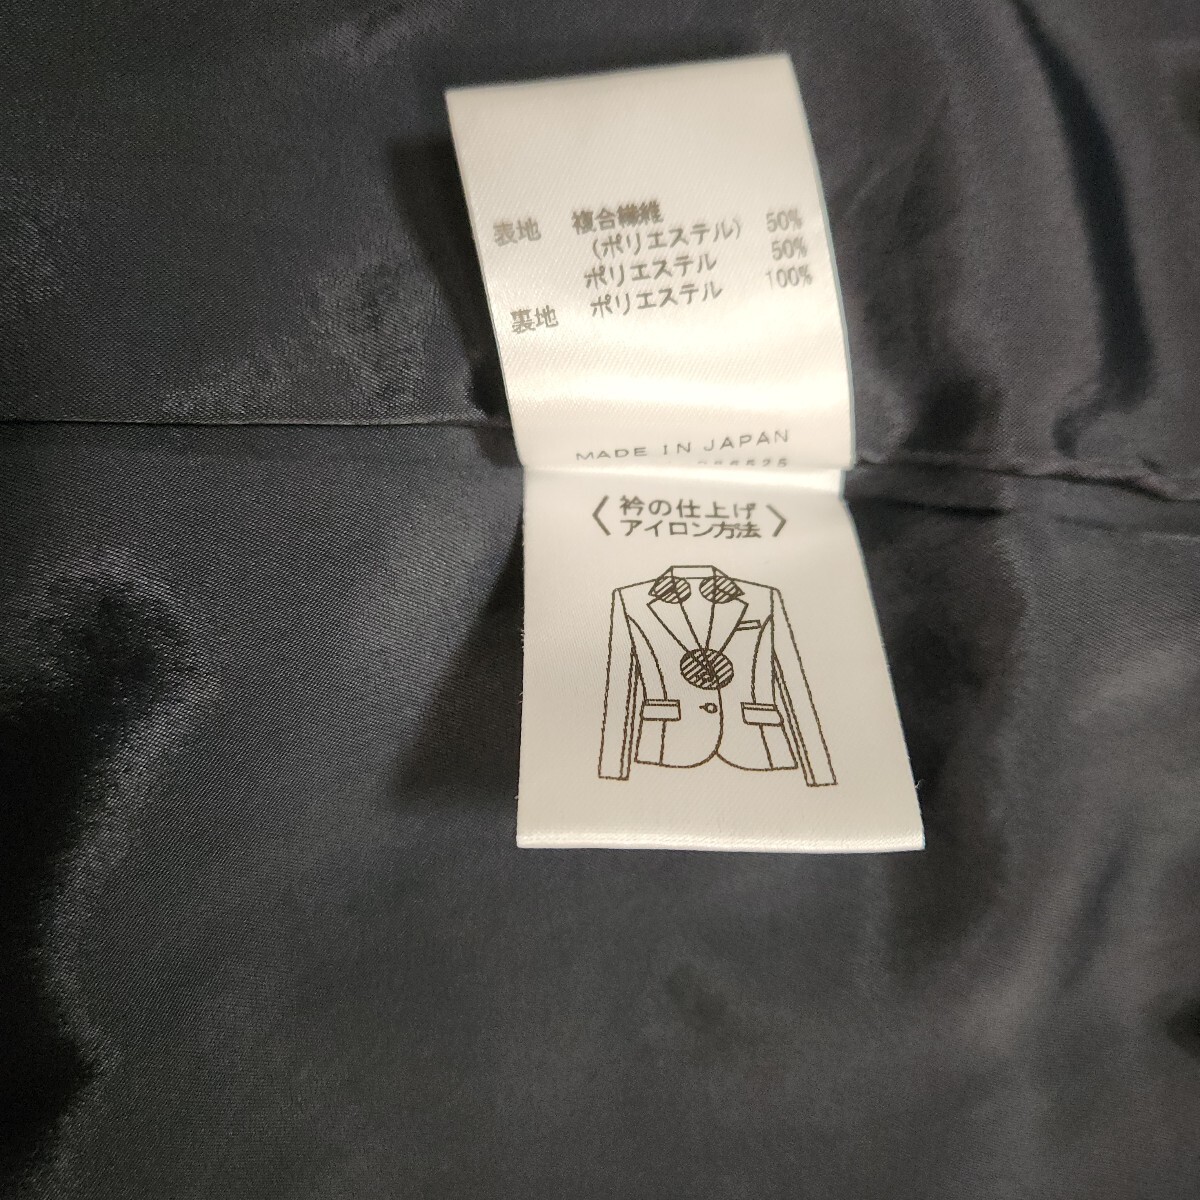 表地 複合繊維
(ポリエステル) 50%
ポリエステル 50%
裏地 ポリエステル 100%
MADE IN JAPAN
〈衿の仕上げ
アイロン方法〉